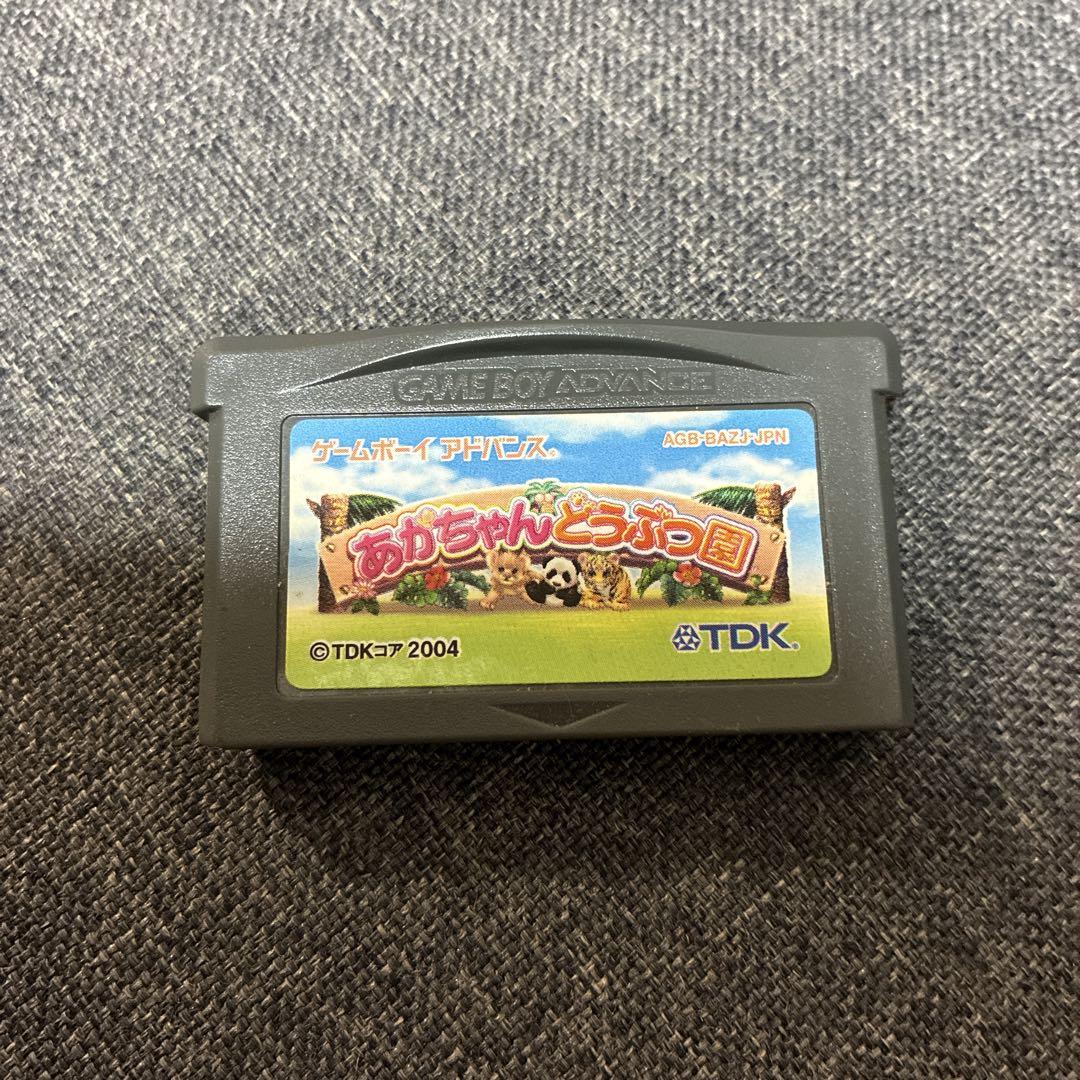 GAME BOY ADVANCE
ゲームボーイ アドバンス®
AGB-BAZJ-JPN
あかちゃんどうぶつ園
©TDKコア 2004
TDK®